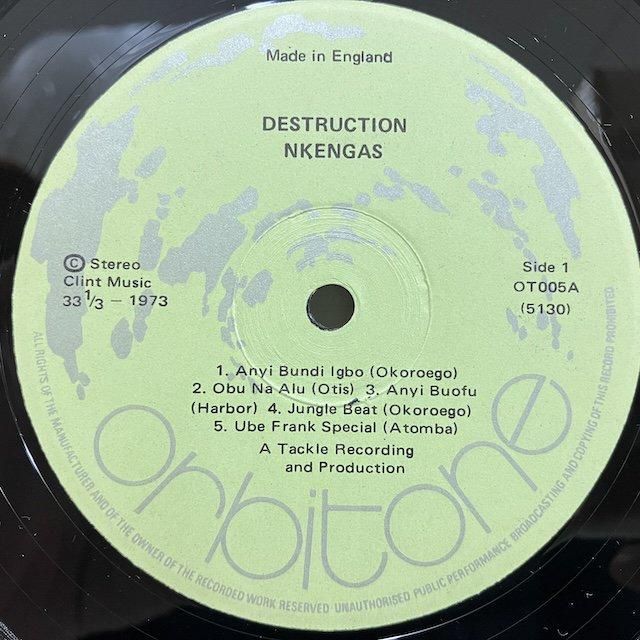 Made in England
DESTRUCTION
NKENGAS
© Stereo
Clint Music
33 1/3 – 1973
Side 1
OT005A
(5130)
1. Anyi Bundi Igbo (Okoroego)
2. Obu Na Alu (Otis) 3. Anyi Buofu
(Harbor) 4. Jungle Beat (Okoroego)
5. Ube Frank Special (Atomba)
A Tackle Recording
and Production
orbitone
ALL RIGHTS OF THE MANUFACTURER AND OF THE OWNER OF THE RECORDED WORK RESERVED UNAUTHORISED PUBLIC PERFORMANCE BROADCASTING AND COPYING OF THIS RECORD PROHIBITED